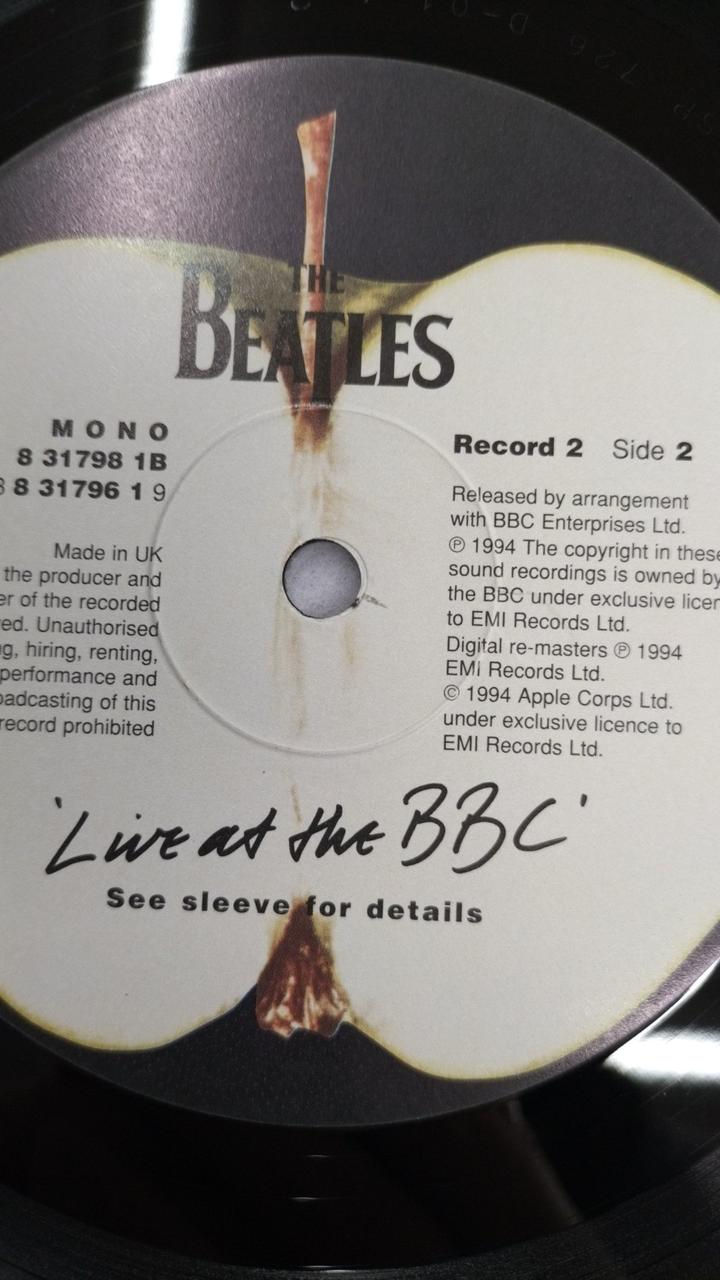 THE
BEATLES
MONO
8 31798 1B
8 31796 1 9
Made in UK
the producer and
of the recorded
Unauthorised
hiring, renting,
performance and
of this
record prohibited
Record 2 Side 2
Released by arrangement
with BBC Enterprises Ltd.
℗ 1994 The copyright in these
sound recordings is owned by
the BBC under exclusive
to EMI Records Ltd.
Digital re-masters ℗ 1994
EMI Records Ltd.
© 1994 Apple Corps Ltd.
under exclusive licence to
EMI Records Ltd.
'Live at the BBC'
See sleeve for details